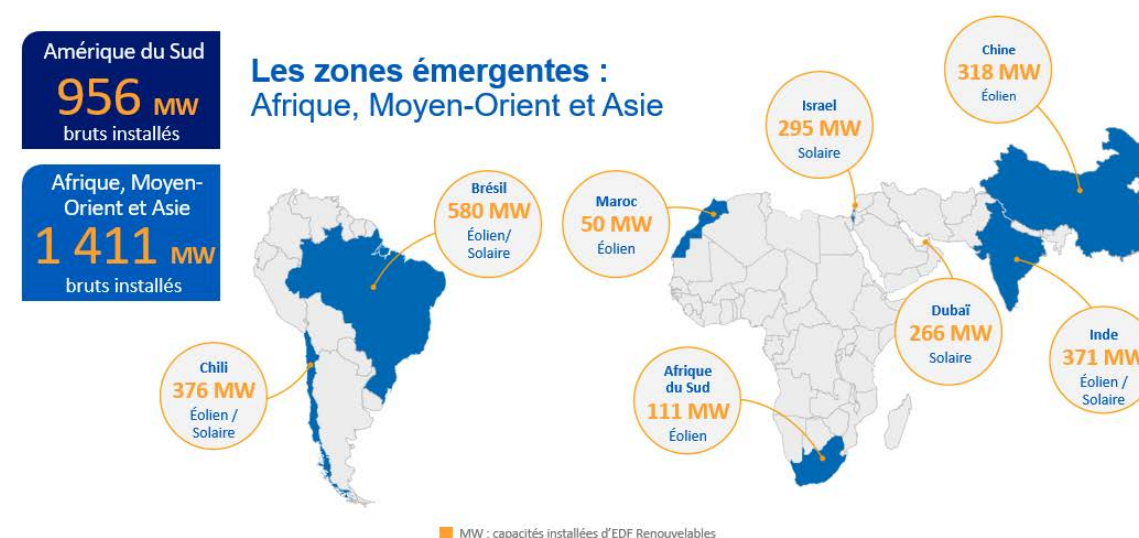 Amérique du Sud
956 MW
bruts installés
Les zones émergentes :
Afrique, Moyen-Orient et Asie
Afrique, Moyen-
Orient et Asie
1 411 MW
bruts installés
Chine
318 MW
Éolien
Israel
295 MW
Solaire
Brésil
580 MW
Éolien/
Solaire
Maroc
50 MW
Éolien
Dubaï
266 MW
Solaire
Inde
371 MW
Éolien /
Solaire
Chili
376 MW
Éolien /
Solaire
Afrique
du Sud
111 MW
Éolien
MW : capacités installées d'EDF Renouvelables